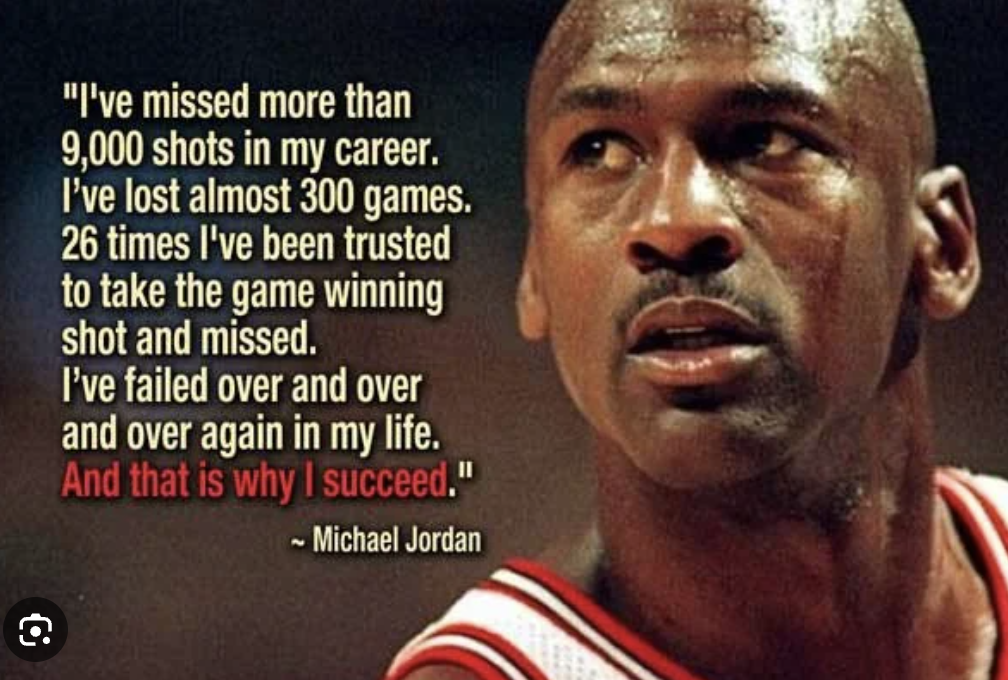 "I've missed more than
9,000 shots in my career.
I’ve lost almost 300 games.
26 times I've been trusted
to take the game winning
shot and missed.
I’ve failed over and over
and over again in my life.
And that is why I succeed."
~ Michael Jordan